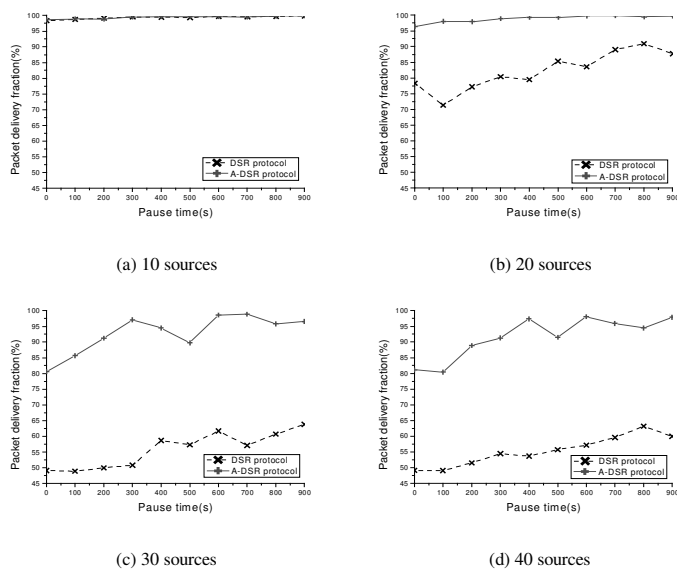 100
95
90
85
80
75
70
65
60
55
50
45
Packet delivery fraction(%)
DSR protocol
A-DSR protocol
0 100 200 300 400 500 600 700 800 900
Pause time(s)
(a) 10 sources
100
95
90
85
80
75
70
65
60
55
50
45
Packet delivery fraction(%)
DSR protocol
A-DSR protocol
0 100 200 300 400 500 600 700 800 900
Pause time(s)
(b) 20 sources
100
95
90
85
80
75
70
65
60
55
50
45
Packet delivery fraction(%)
DSR protocol
A-DSR protocol
0 100 200 300 400 500 600 700 800 900
Pause time(s)
(c) 30 sources
100
95
90
85
80
75
70
65
60
55
50
45
Packet delivery fraction(%)
DSR protocol
A-DSR protocol
0 100 200 300 400 500 600 700 800 900
Pause time(s)
(d) 40 sources